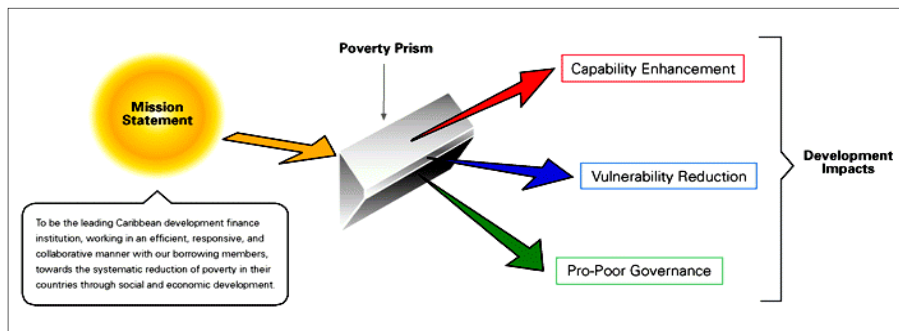 Poverty Prism
Mission
Statement
Capability Enhancement
Vulnerability Reduction
Pro-Poor Governance
Development
Impacts
To be the leading Caribbean development finance
institution, working in an efficient, responsive, and
collaborative manner with our borrowing members,
towards the systematic reduction of poverty in their
countries through social and economic development.